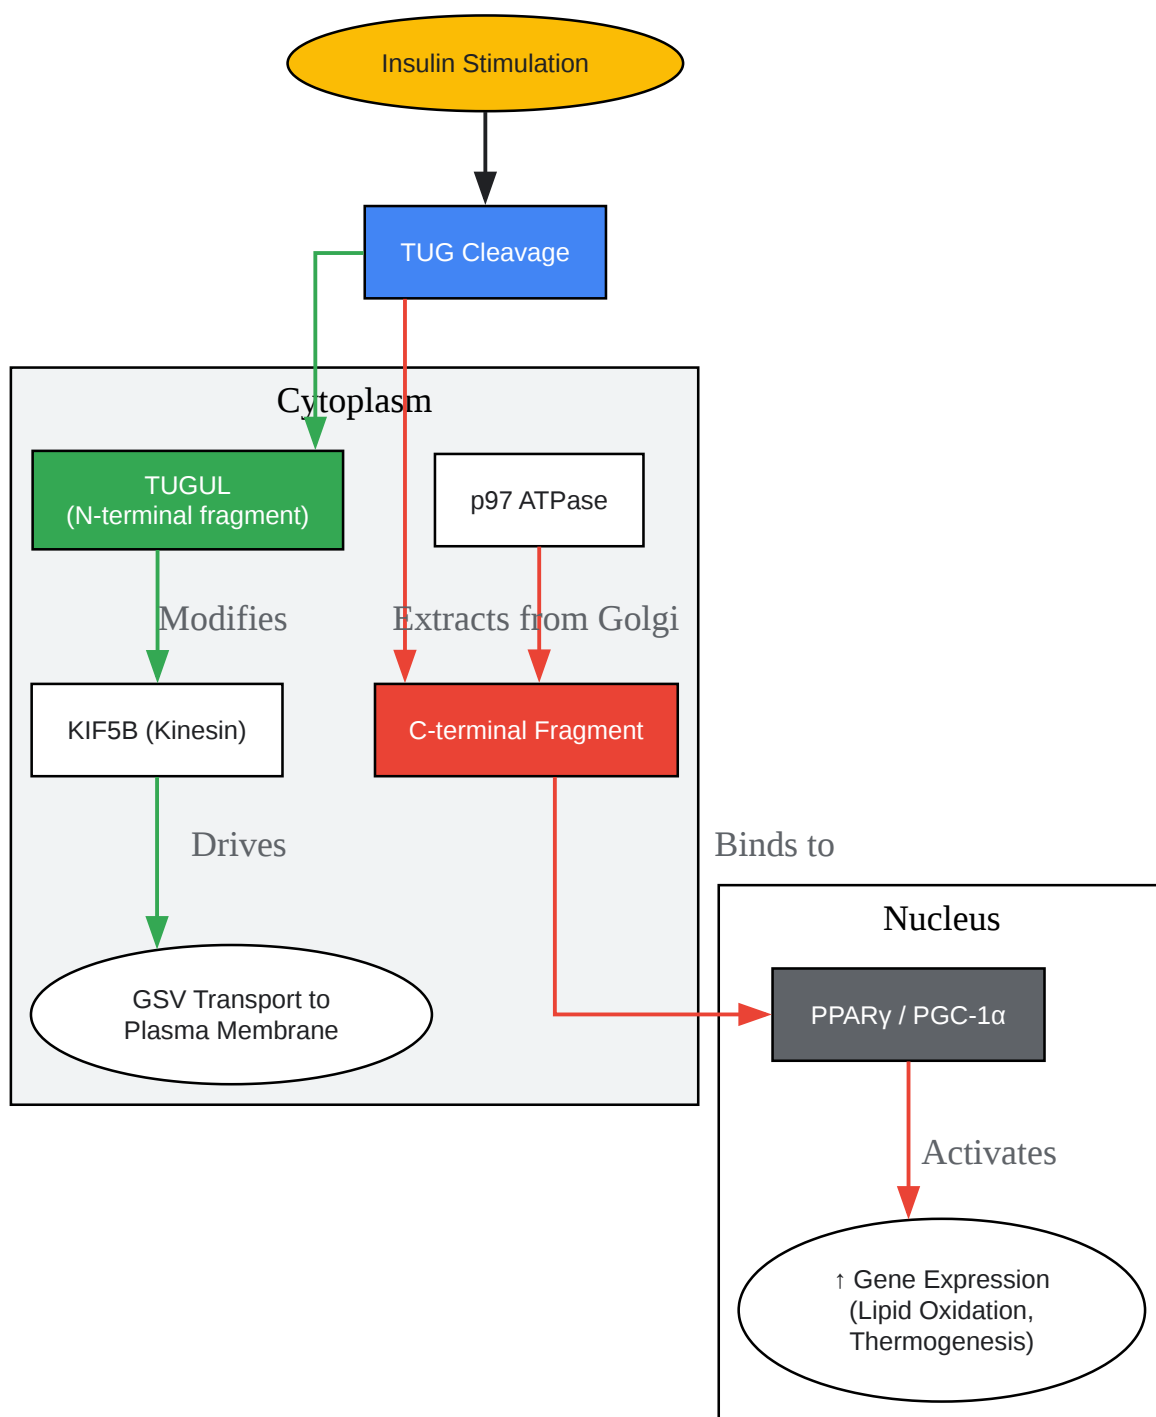 Insulin Stimulation
TUG Cleavage
Cytoplasm
TUGUL
(N-terminal fragment)
p97 ATPase
Modifies
Extracts from Golgi
KIF5B (Kinesin)
C-terminal Fragment
Drives
Binds to
Nucleus
GSV Transport to
Plasma Membrane
PPARγ / PGC-1α
Activates
↑ Gene Expression
(Lipid Oxidation,
Thermogenesis)